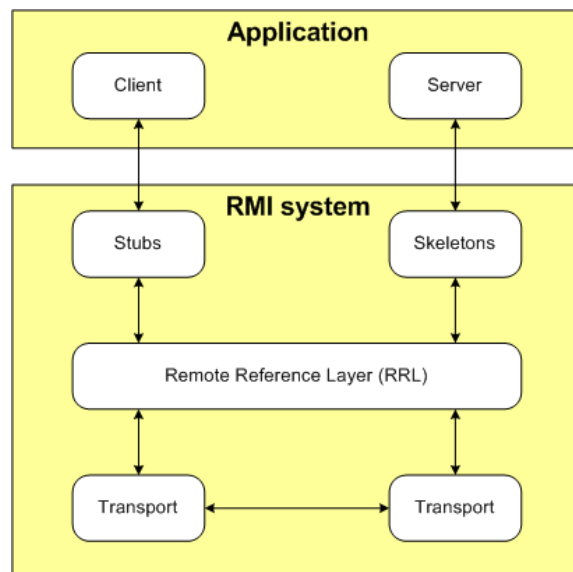 Application
Client
Server
RMI system
Stubs
Skeletons
Remote Reference Layer (RRL)
Transport
Transport